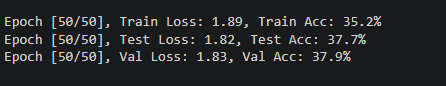 Epoch [50/50], Train Loss: 1.89, Train Acc: 35.2%
Epoch [50/50], Test Loss: 1.82, Test Acc: 37.7%
Epoch [50/50], Val Loss: 1.83, Val Acc: 37.9%